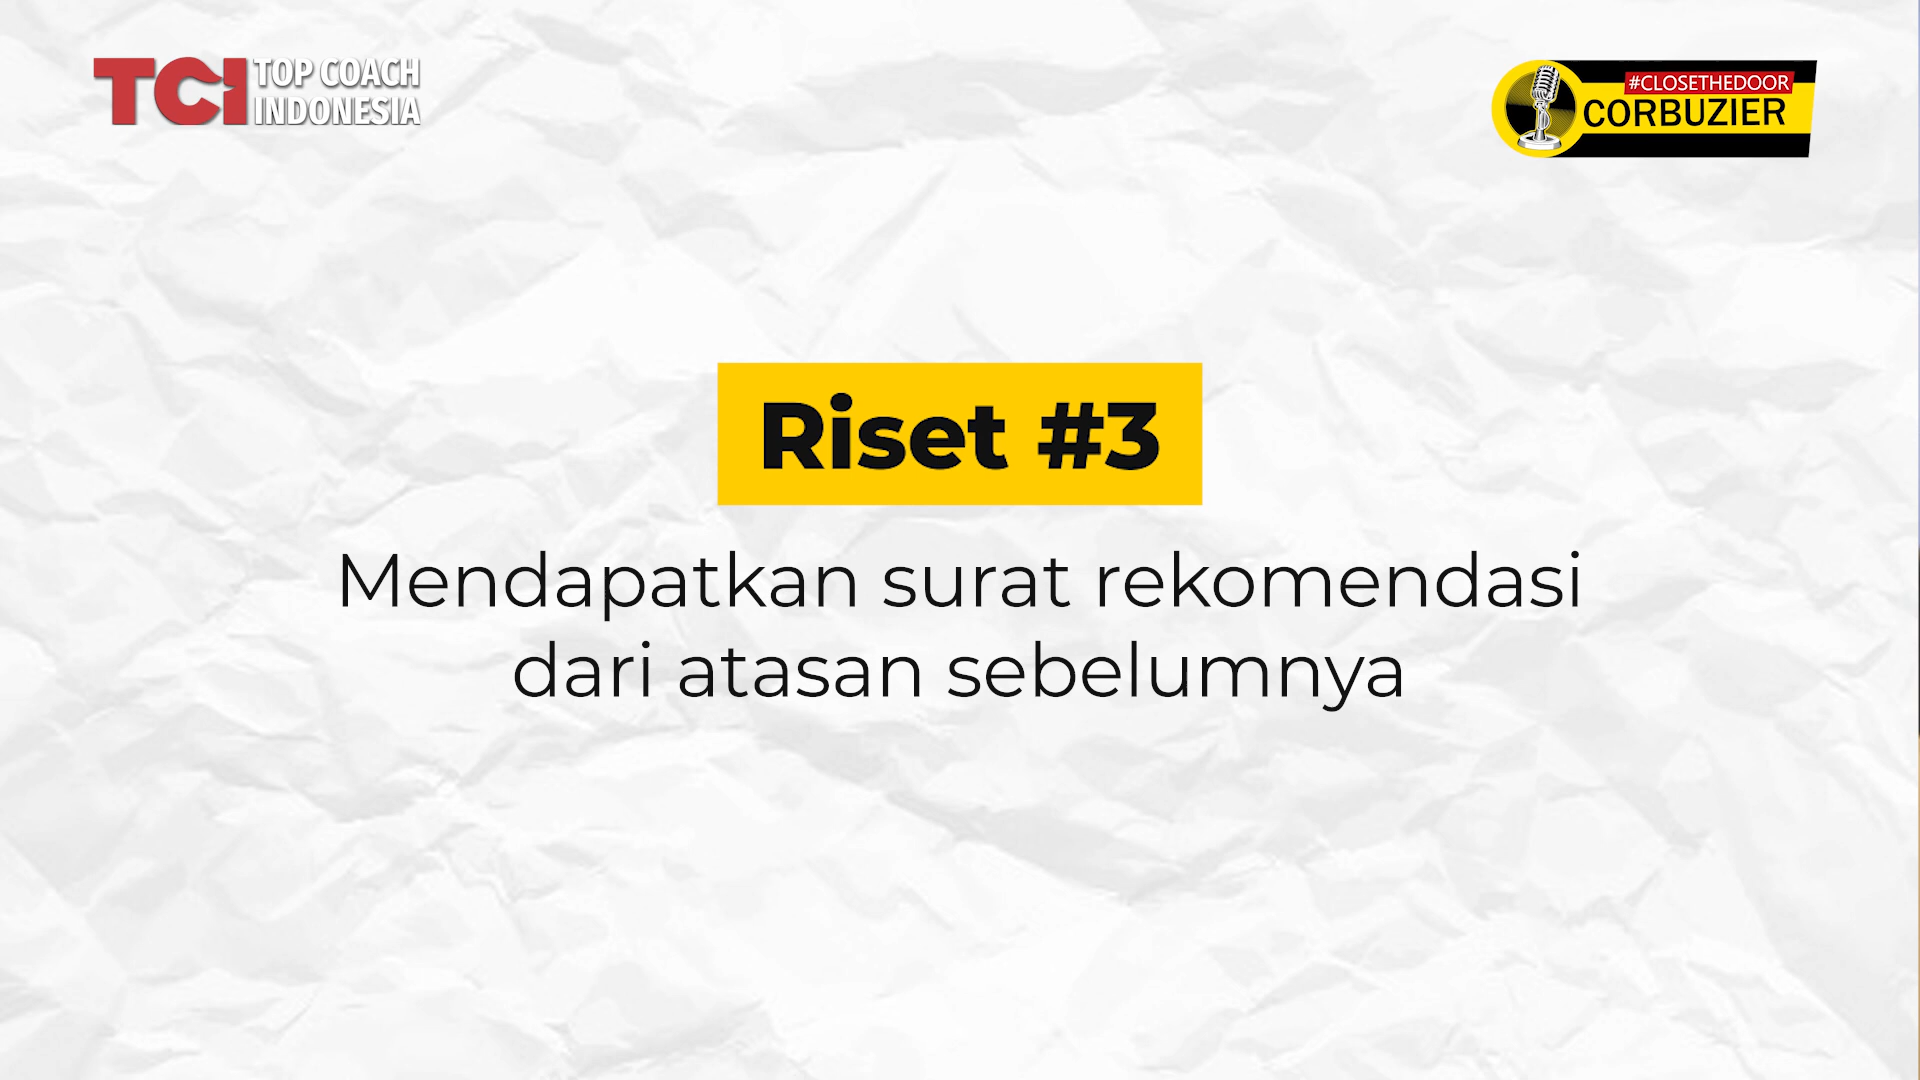 TCI TOP COACH
INDONESIA
#CLOSETHEDOOR
CORBUZIER
Riset #3
Mendapatkan surat rekomendasi
dari atasan sebelumnya